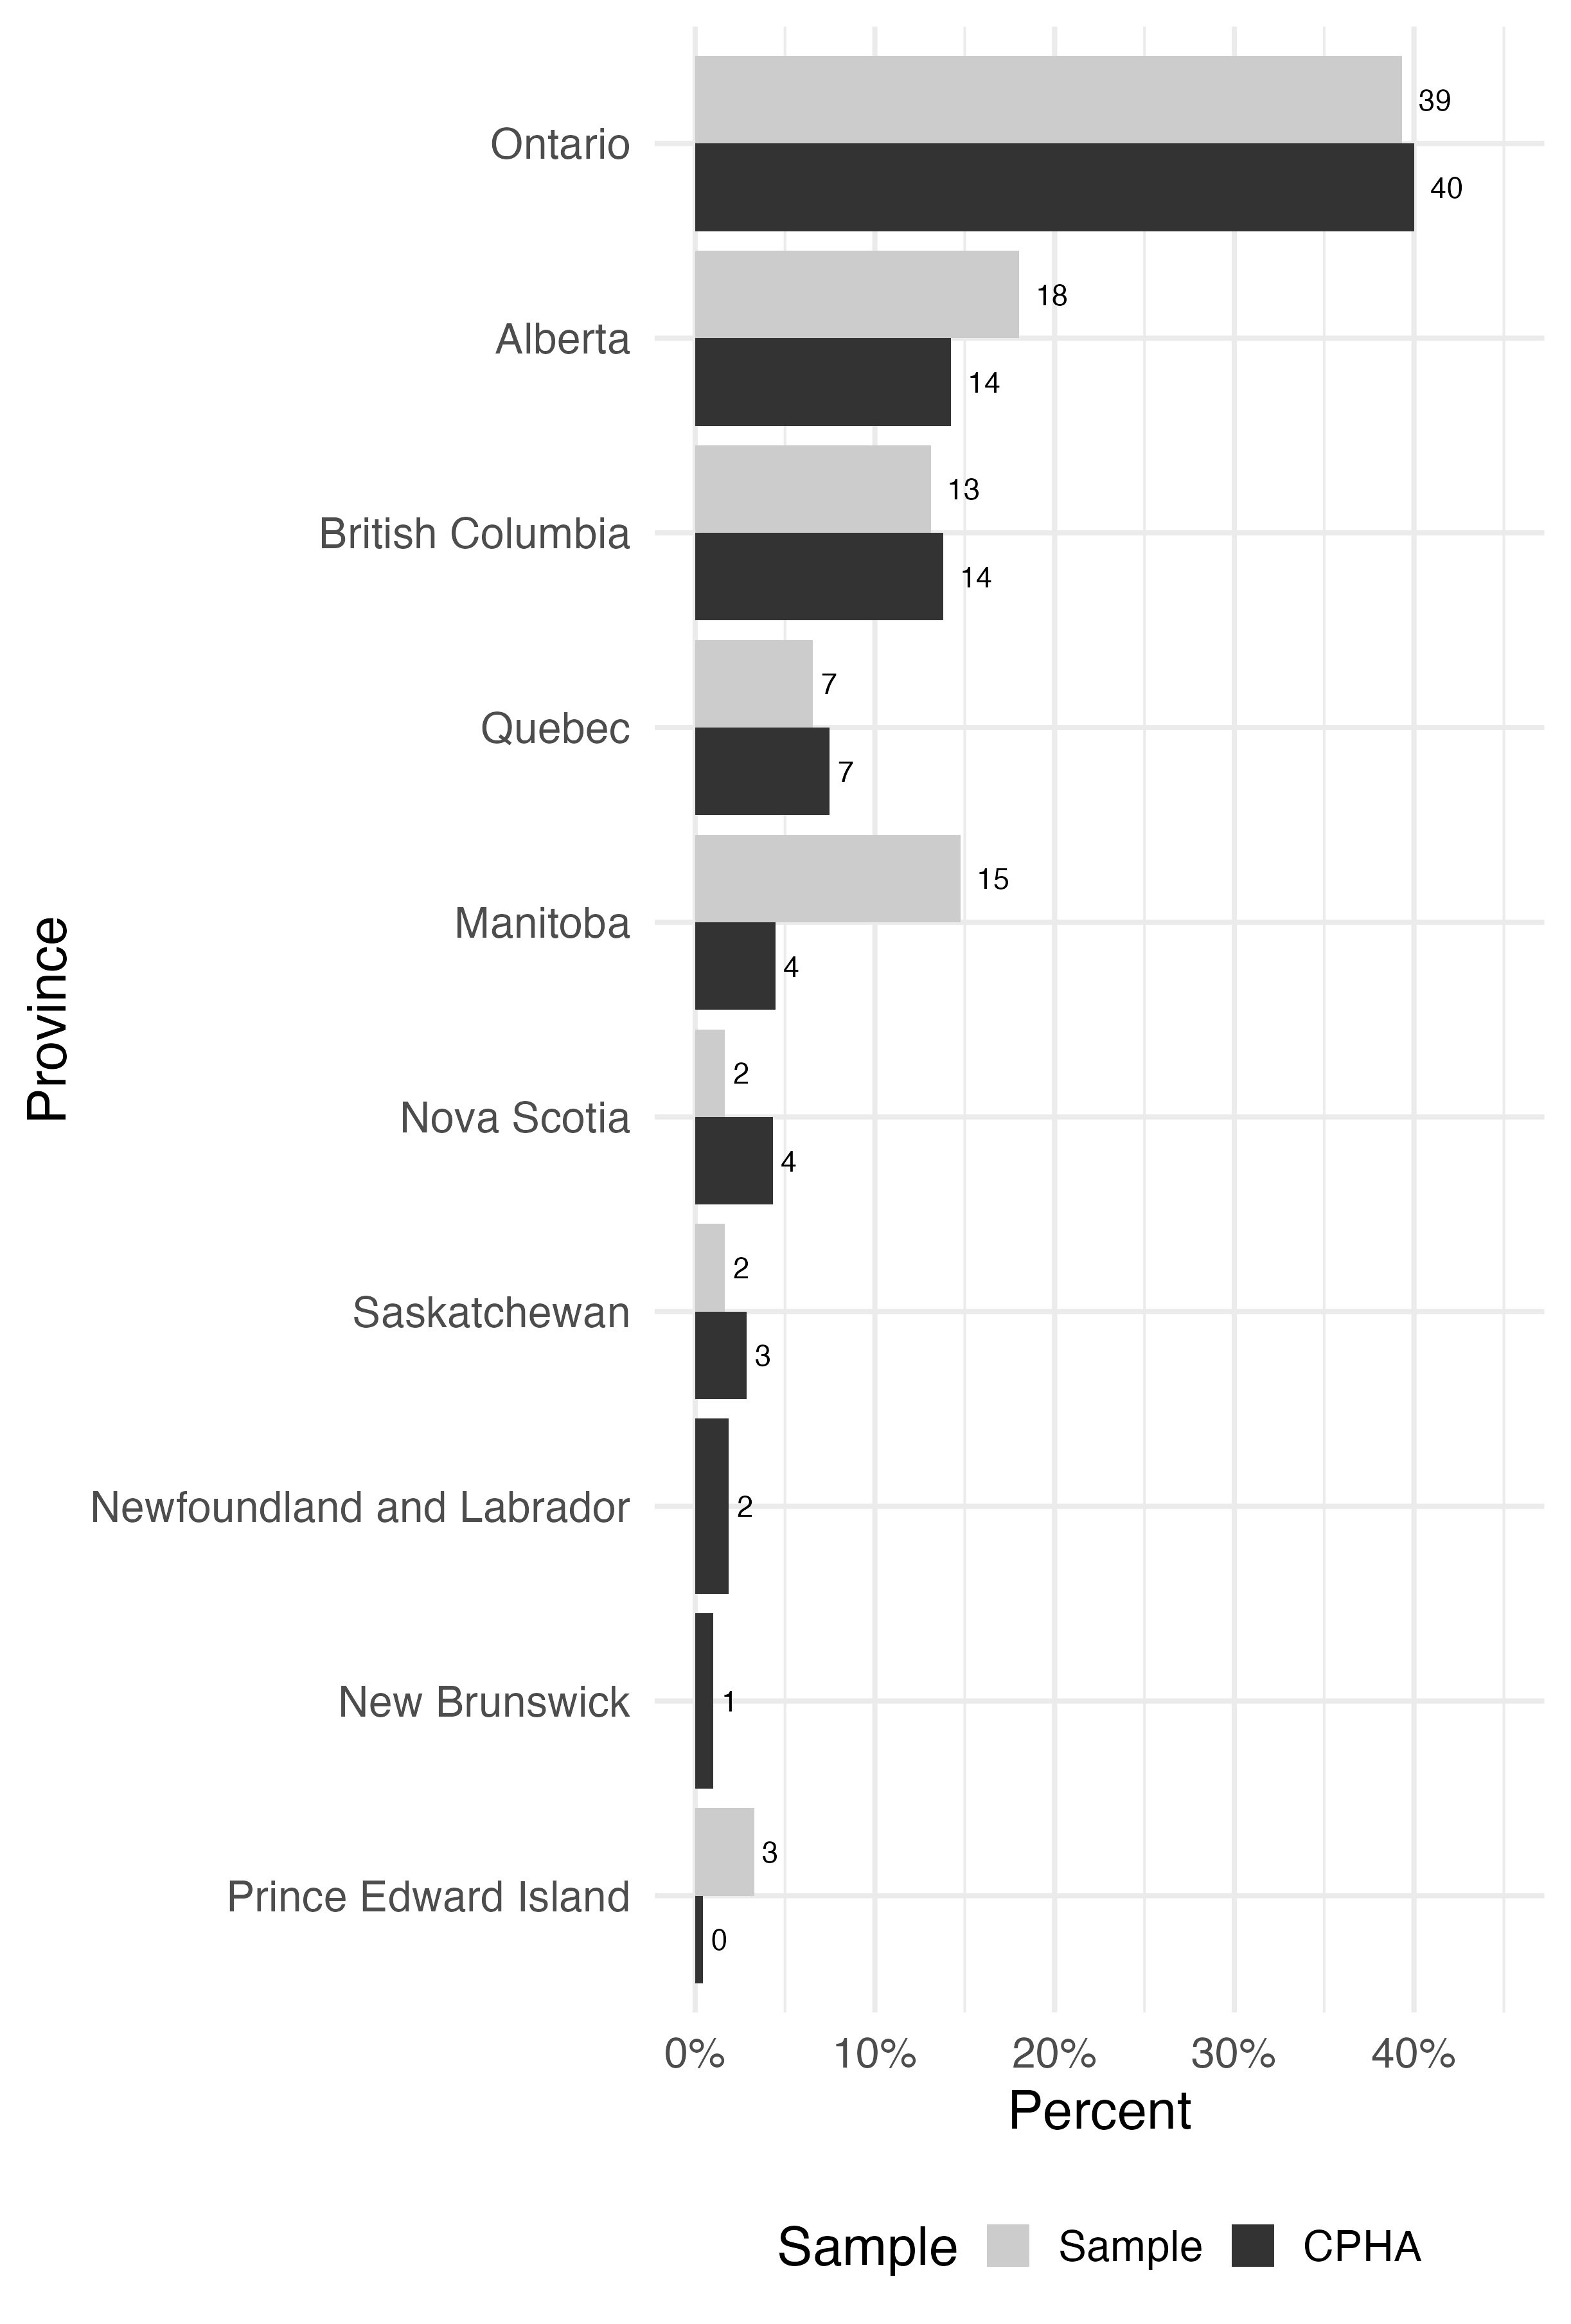 Province
Ontario
39
40
Alberta
18
14
British Columbia
13
14
Quebec
7
7
Manitoba
15
4
Nova Scotia
2
4
Saskatchewan
2
3
Newfoundland and Labrador
2
New Brunswick
1
Prince Edward Island
3
0
0% 10% 20% 30% 40%
Percent
Sample Sample CPHA